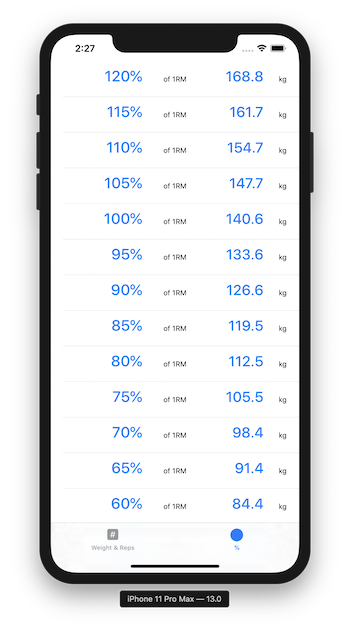 2:27
120% of 1RM 168.8 kg
115% of 1RM 161.7 kg
110% of 1RM 154.7 kg
105% of 1RM 147.7 kg
100% of 1RM 140.6 kg
95% of 1RM 133.6 kg
90% of 1RM 126.6 kg
85% of 1RM 119.5 kg
80% of 1RM 112.5 kg
75% of 1RM 105.5 kg
70% of 1RM 98.4 kg
65% of 1RM 91.4 kg
60% of 1RM 84.4 kg
#
Weight & Reps %
iPhone 11 Pro Max — 13.0